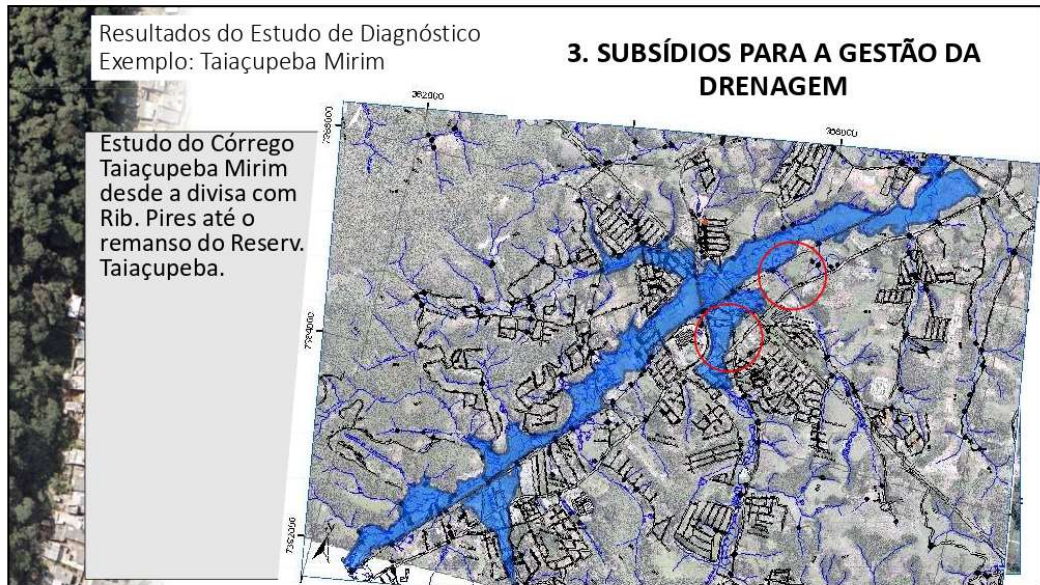 Resultados do Estudo de Diagnóstico
Exemplo: Taiaçupeba Mirim
3. SUBSÍDIOS PARA A GESTÃO DA
DRENAGEM
Estudo do Córrego
Taiaçupeba Mirim
desde a divisa com
Rib. Pires até o
remanso do Reserv.
Taiaçupeba.
362000
7384000
7382000